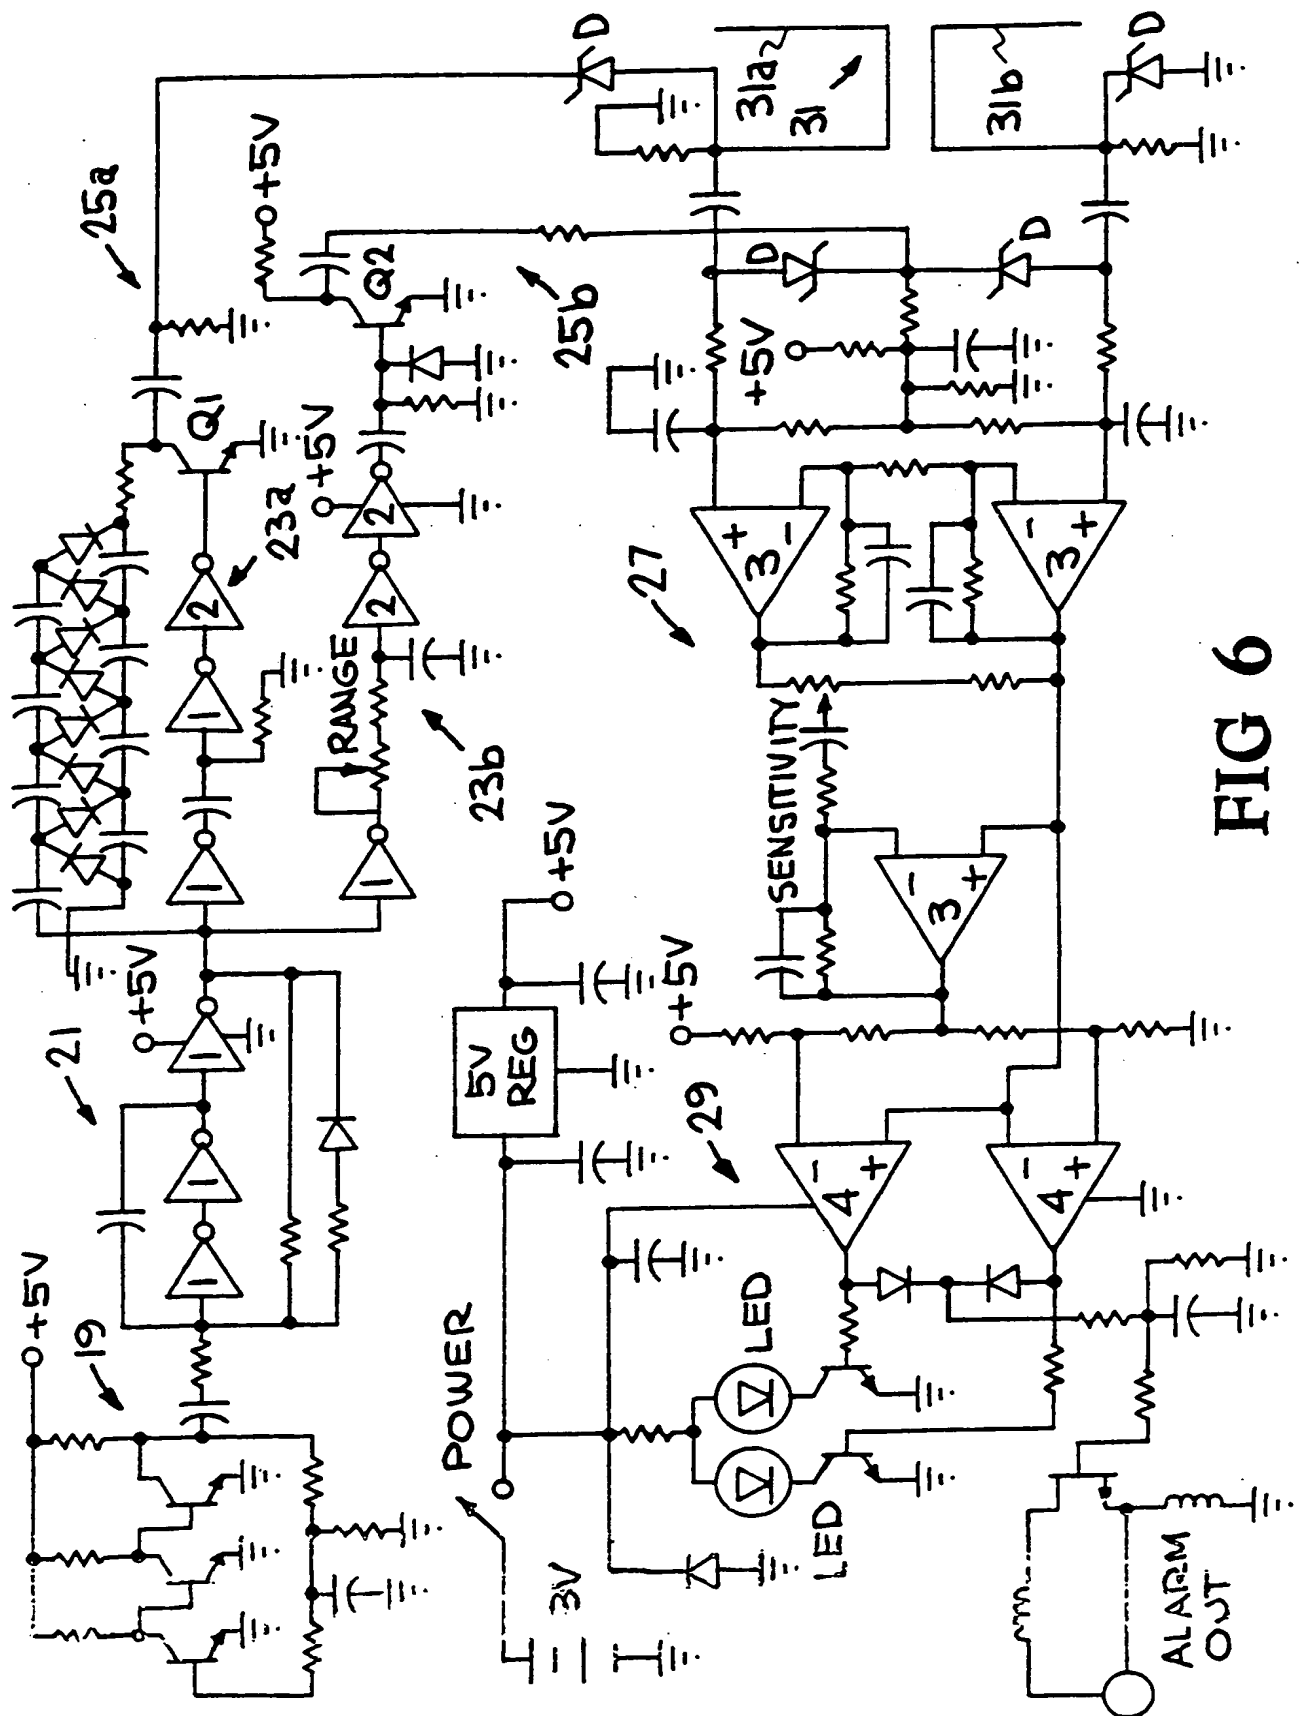 +5V
19
21
+5V
1
1
1
1
1
2
23a
Q1
25a
1
RANGE
2
2
+5V
23b
Q2
+5V
25b
D
31a
31
31b
D
D
D
+5V
27
+
-
3
-
+
3
SENSITIVITY
-
+
3
+5V
5V
REG
+5V
29
-
+
4
-
+
4
POWER
3V
LED
LED
ALARM
OUT
FIG 6